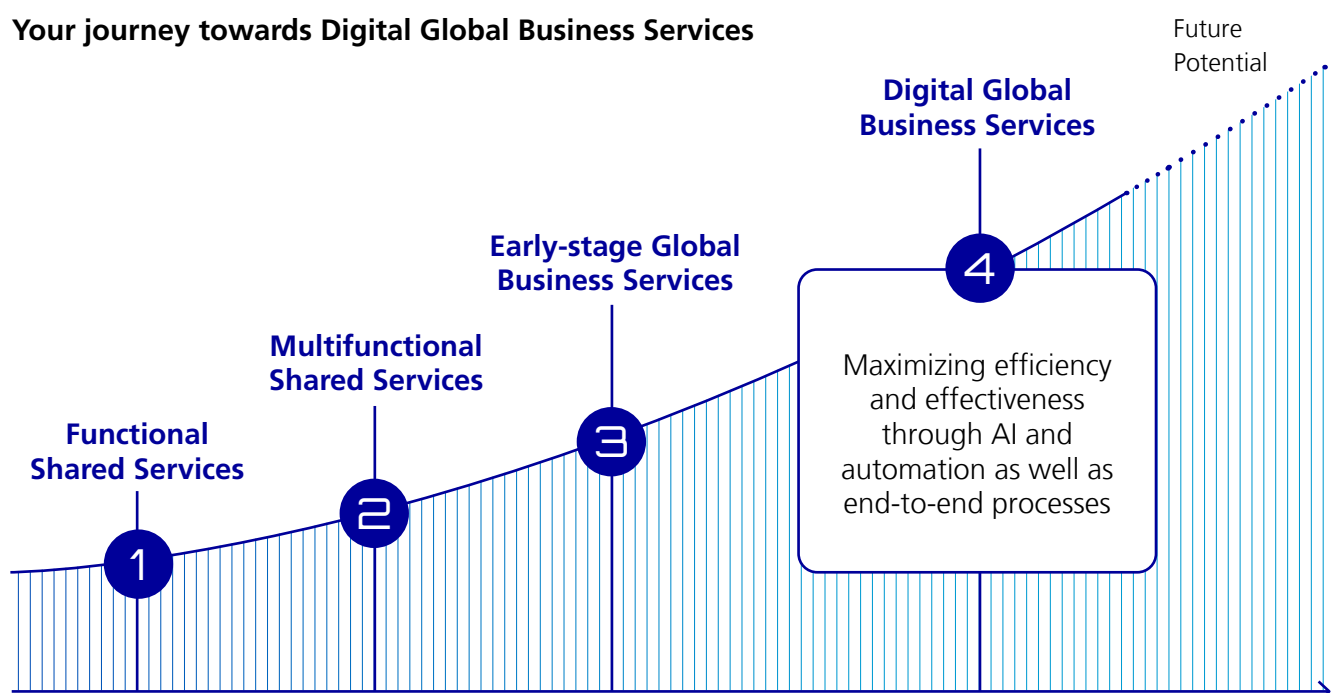 Your journey towards Digital Global Business Services
Future
Potential
Digital Global
Business Services
4
Early-stage Global
Business Services
3
Multifunctional
Shared Services
2
Functional
Shared Services
1
Maximizing efficiency
and effectiveness
through AI and
automation as well as
end-to-end processes